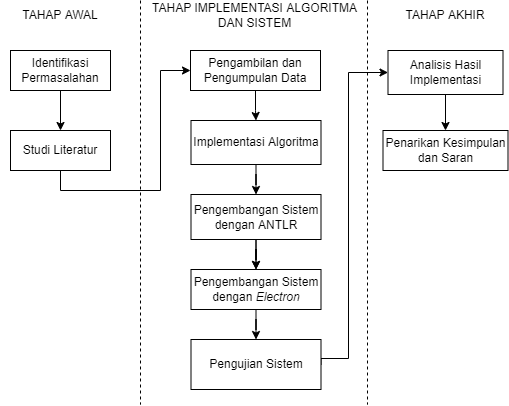 TAHAP AWAL
Identifikasi
Permasalahan
Studi Literatur
TAHAP IMPLEMENTASI ALGORITMA
DAN SISTEM
Pengambilan dan
Pengumpulan Data
Implementasi Algoritma
Pengembangan Sistem
dengan ANTLR
Pengembangan Sistem
dengan Electron
Pengujian Sistem
TAHAP AKHIR
Analisis Hasil
Implementasi
Penarikan Kesimpulan
dan Saran